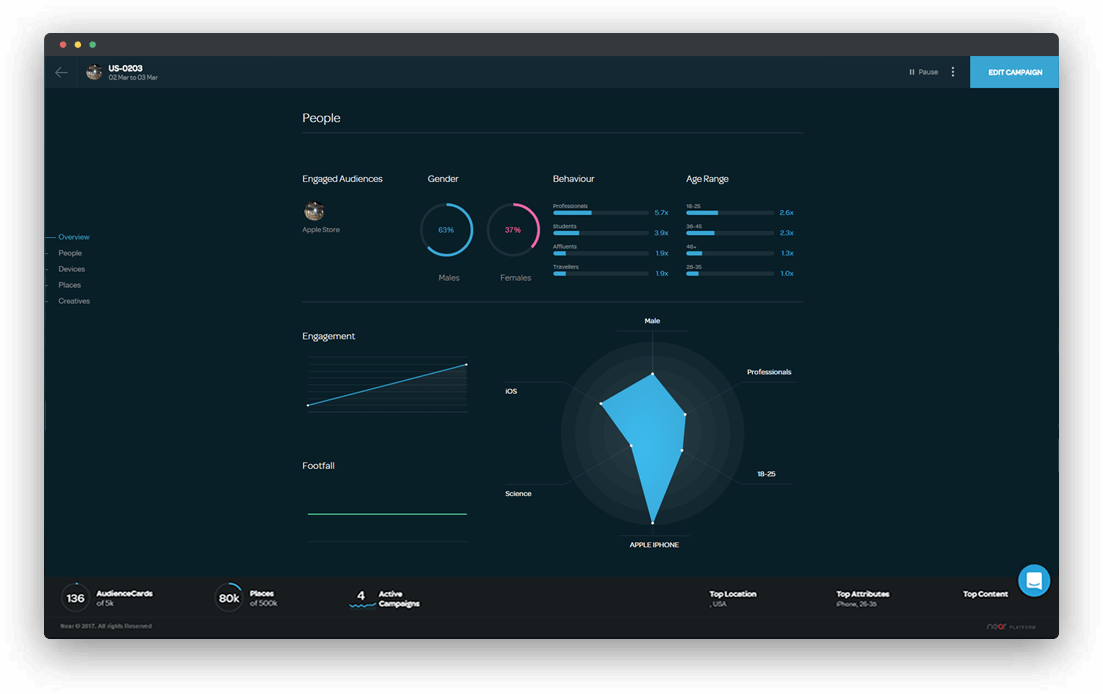 US-0203
02 Mar to 03 Mar
Pause
EDIT CAMPAIGN
Overview
People
Devices
Places
Creatives
People
Engaged Audiences
Apple Store
Gender
63%
Males
37%
Females
Behaviour
Professionals
5.7x
Students
3.9x
Affluents
1.9x
Travellers
1.9x
Age Range
18-25
2.6x
36-45
2.3x
46+
1.3x
26-35
1.0x
Engagement
Footfall
Male
Professionals
18-25
APPLE IPHONE
Science
iOS
136
AudienceCards
of 5k
80k
Places
of 500k
4
Active
Campaigns
Top Location
, USA
Top Attributes
iPhone, 26-35
Top Content
Near © 2017. All rights Reserved
near PLATFORM